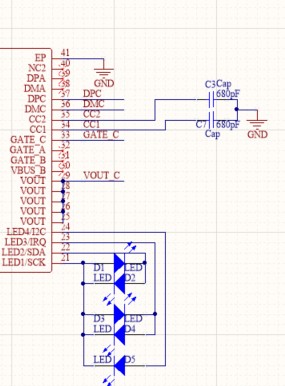 EP 41
NC2 40
DPA 39
DMA 38
DPC 37 DPC
DMC 36 DMC
CC2 35 CC2
CC1 34 CC1
GATE_C 33 GATE_C
GATE_A 32
GATE_B 31
VBUS_B 30
VOUT 29 VOUT_C
VOUT 28
VOUT 27
VOUT 26
VOUT 25
LED4/I2C 24
LED3/IRQ 23
LED2/SDA 22
LED1/SCK 21
GND
C3 Cap
680pF
C7 680pF
Cap
GND
D1 LED
LED D2
D3 LED
LED D4
LED D5